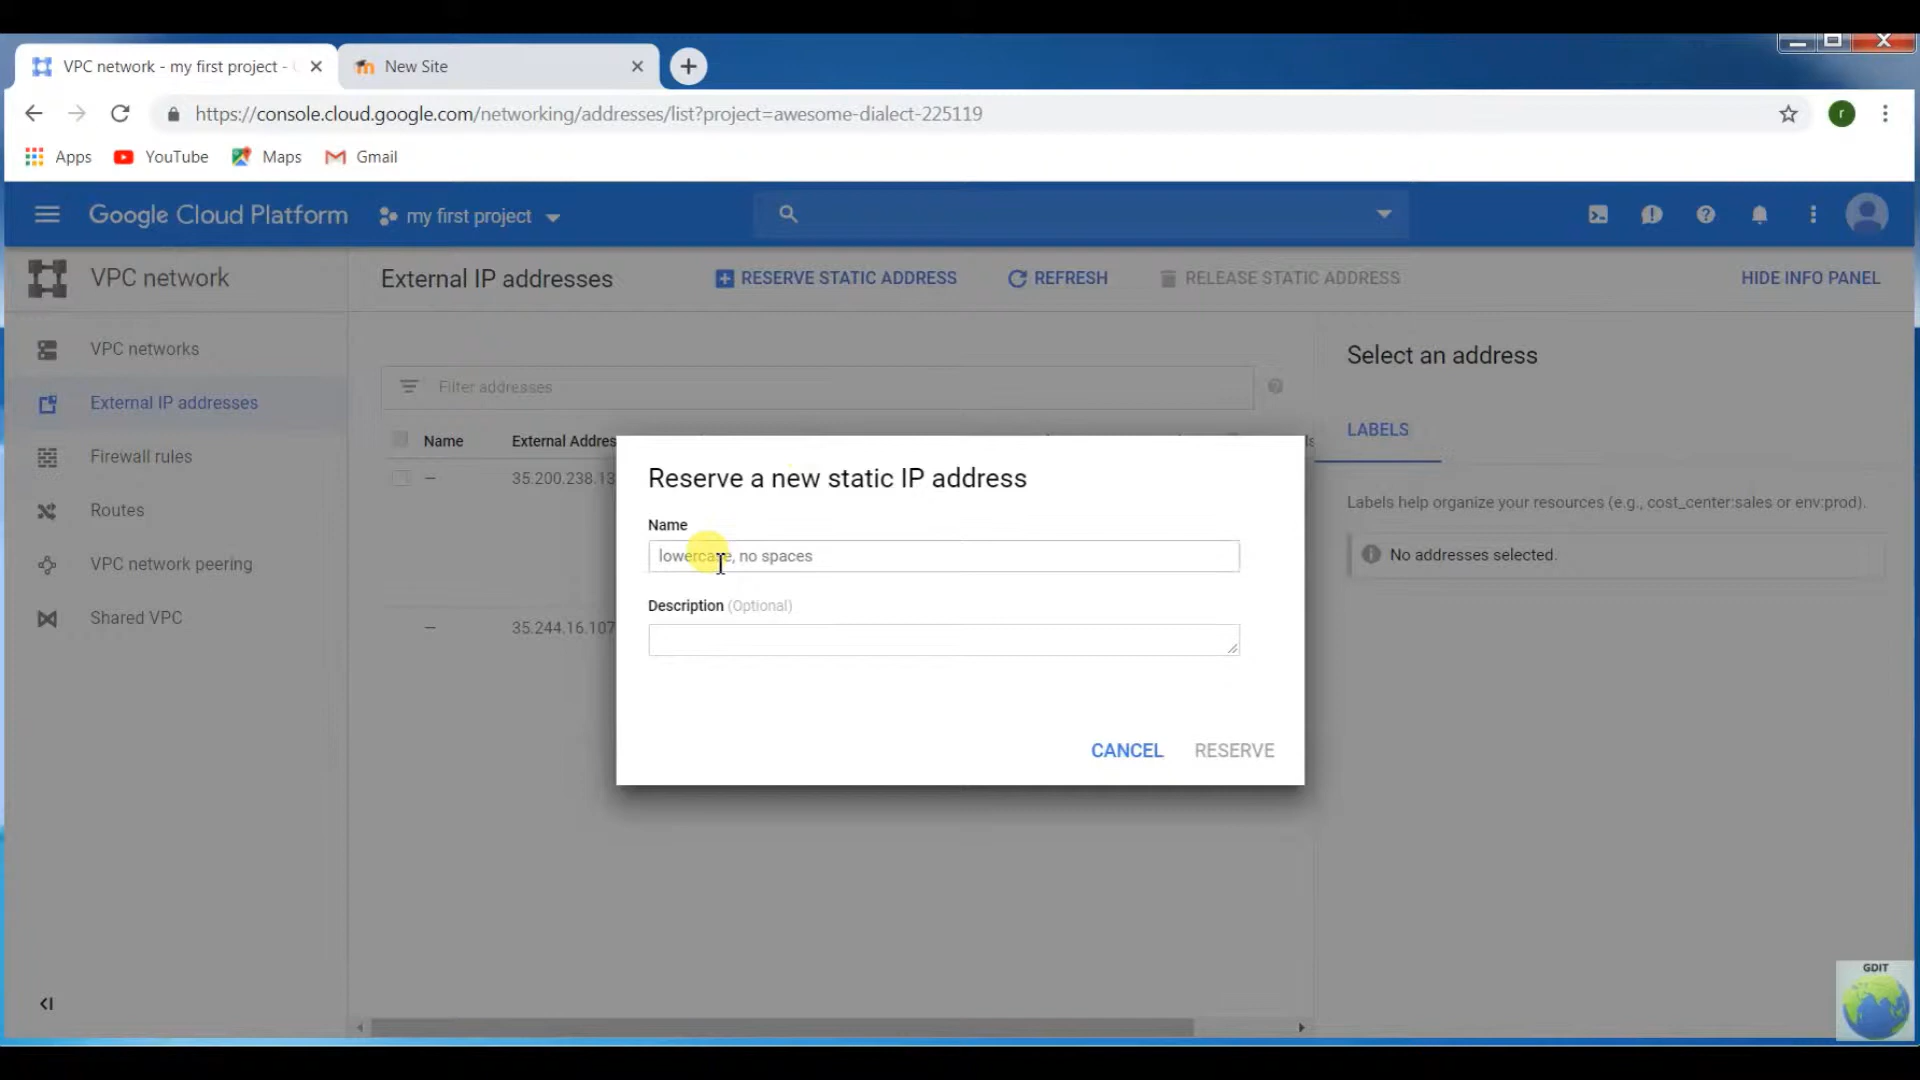 VPC network - my first project -
New Site
https://console.cloud.google.com/networking/addresses/list?project=awesome-dialect-225119
r
Apps
YouTube
Maps
Gmail
Google Cloud Platform
my first project
VPC network
External IP addresses
RESERVE STATIC ADDRESS
REFRESH
RELEASE STATIC ADDRESS
HIDE INFO PANEL
VPC networks
External IP addresses
Firewall rules
Routes
VPC network peering
Shared VPC
Filter addresses
Name
External Addres
35.200.238.13
35.244.16.107
Reserve a new static IP address
Name
lowercase, no spaces
Description (Optional)
CANCEL
RESERVE
Select an address
LABELS
Labels help organize your resources (e.g., cost_center:sales or env:prod).
No addresses selected.
GDIT